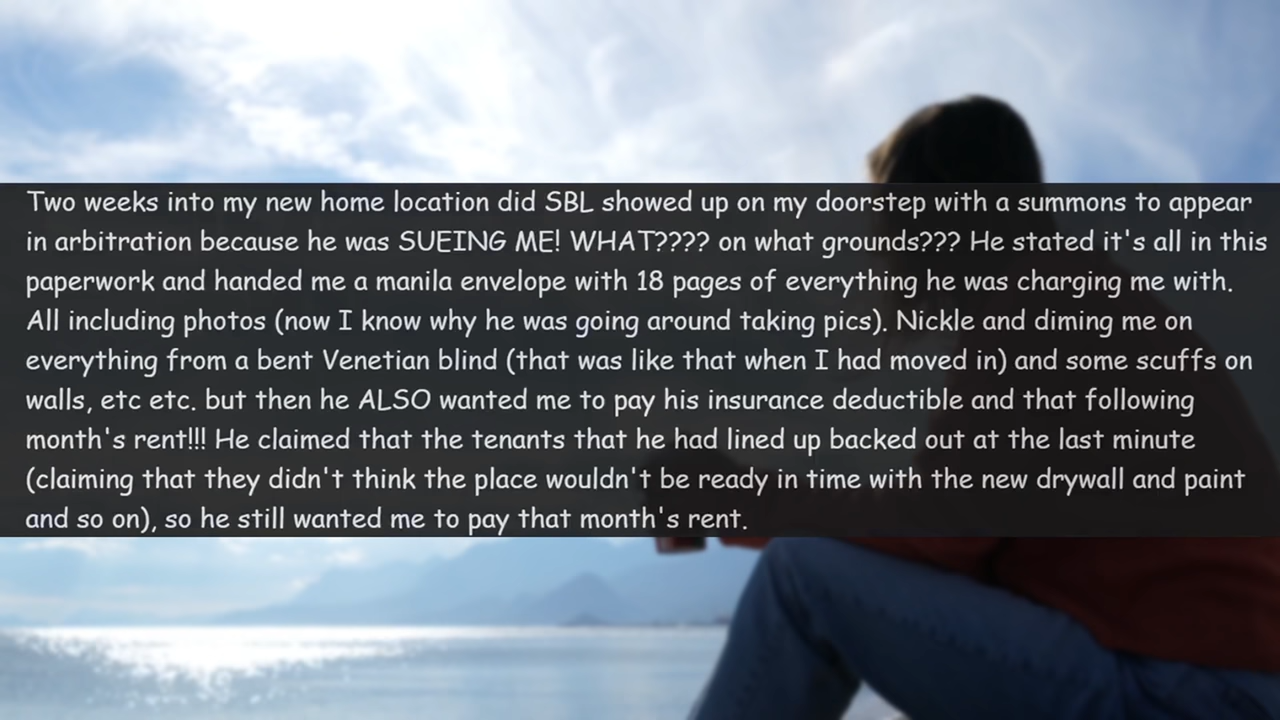 Two weeks into my new home location did SBL showed up on my doorstep with a summons to appear
in arbitration because he was SUEING ME! WHAT???? on what grounds??? He stated it's all in this
paperwork and handed me a manila envelope with 18 pages of everything he was charging me with.
All including photos (now I know why he was going around taking pics). Nickle and diming me on
everything from a bent Venetian blind (that was like that when I had moved in) and some scuffs on
walls, etc etc. but then he ALSO wanted me to pay his insurance deductible and that following
month's rent!!! He claimed that the tenants that he had lined up backed out at the last minute
(claiming that they didn't think the place wouldn't be ready in time with the new drywall and paint
and so on), so he still wanted me to pay that month's rent.